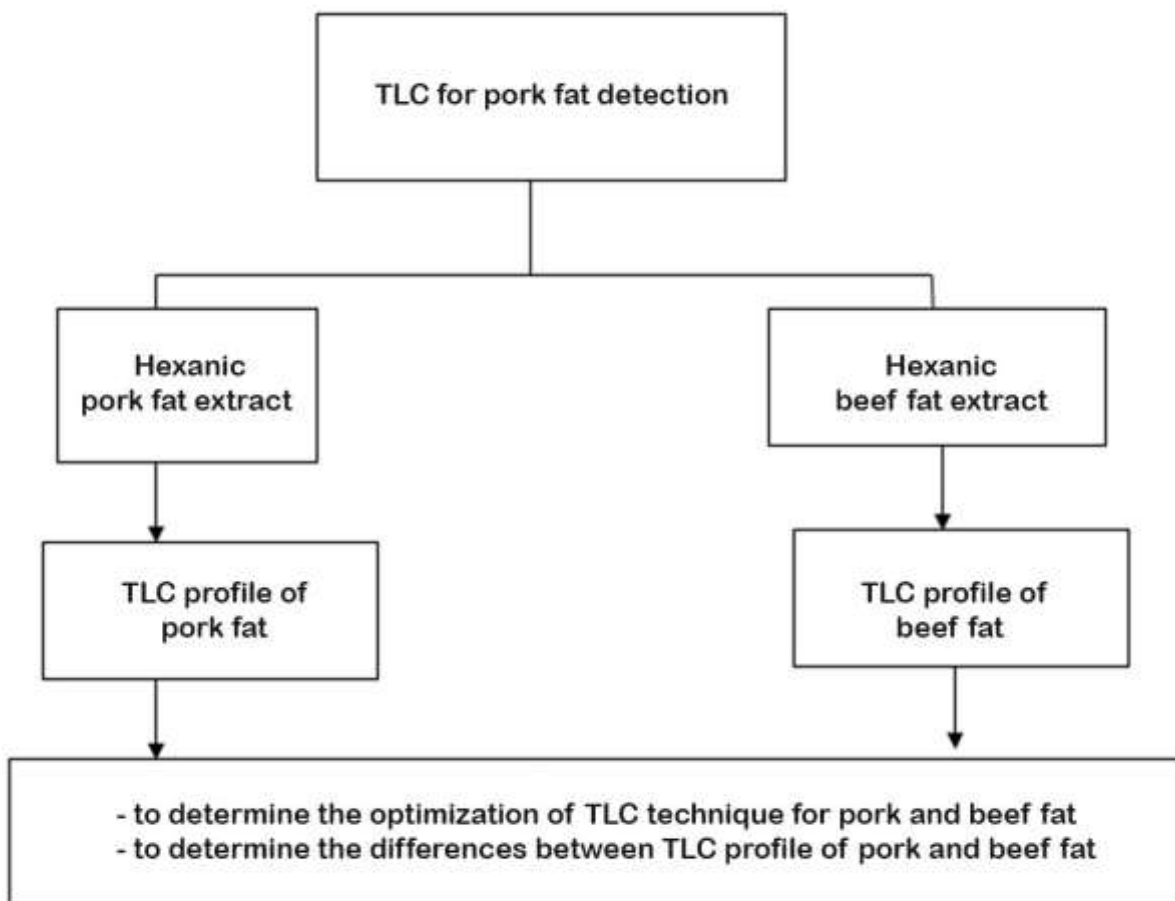 TLC for pork fat detection
Hexanic
pork fat extract
Hexanic
beef fat extract
TLC profile of
pork fat
TLC profile of
beef fat
- to determine the optimization of TLC technique for pork and beef fat
- to determine the differences between TLC profile of pork and beef fat